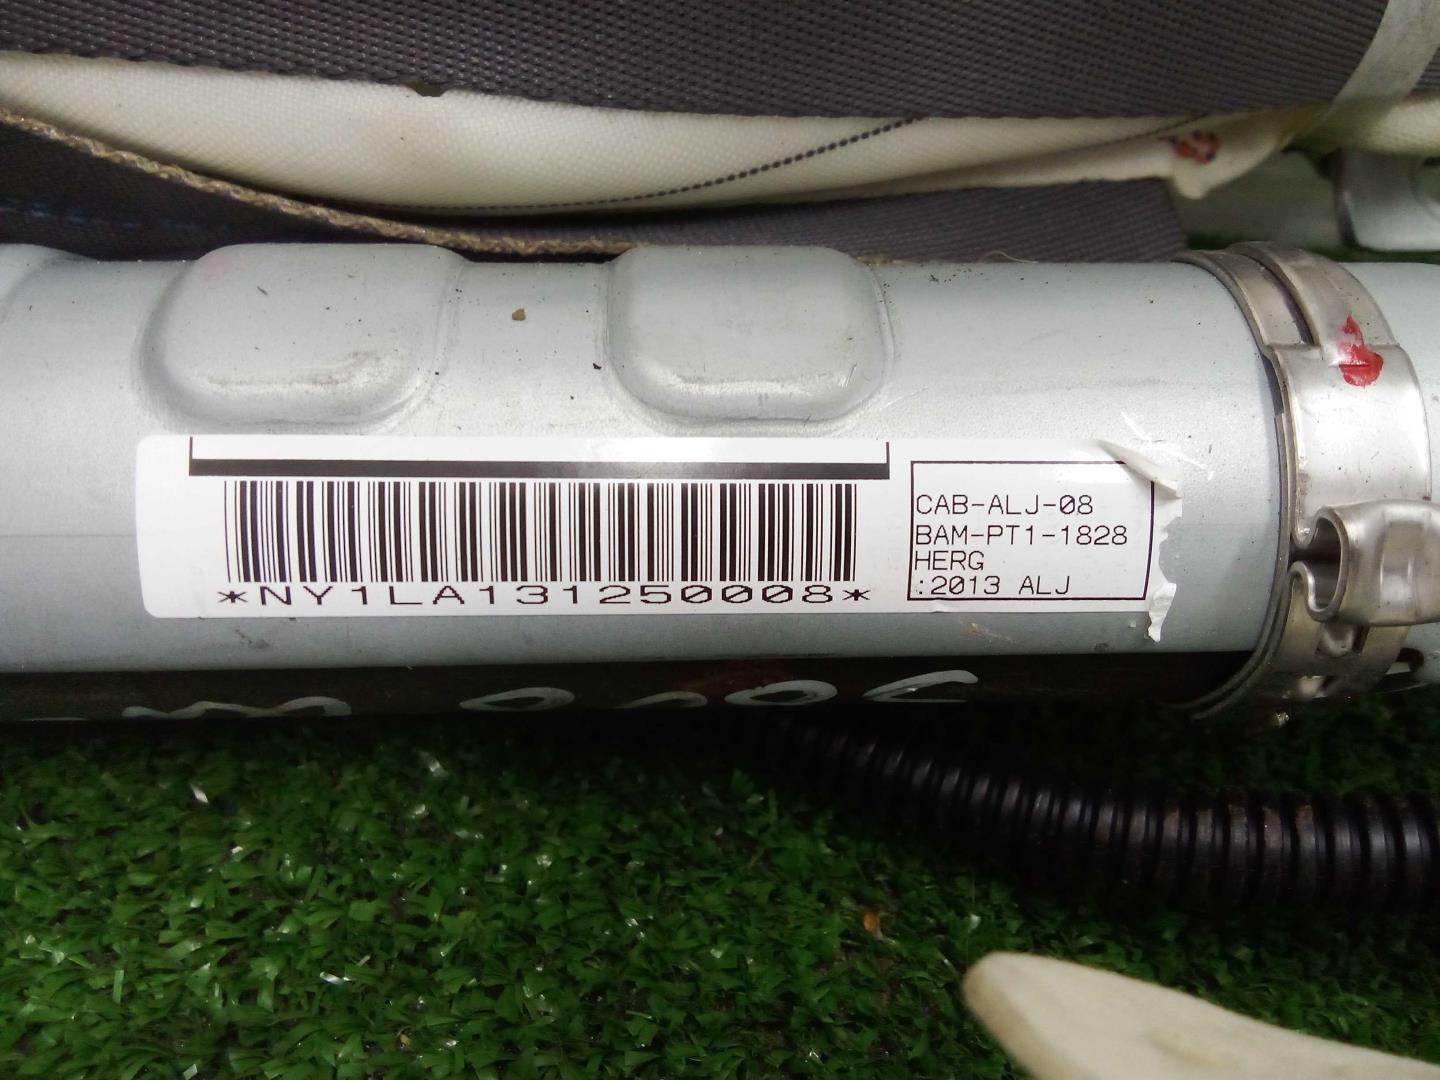 *NY1LA131250008*
CAB-ALJ-08
BAM-PT1-1828
HERG
:2013 ALJ